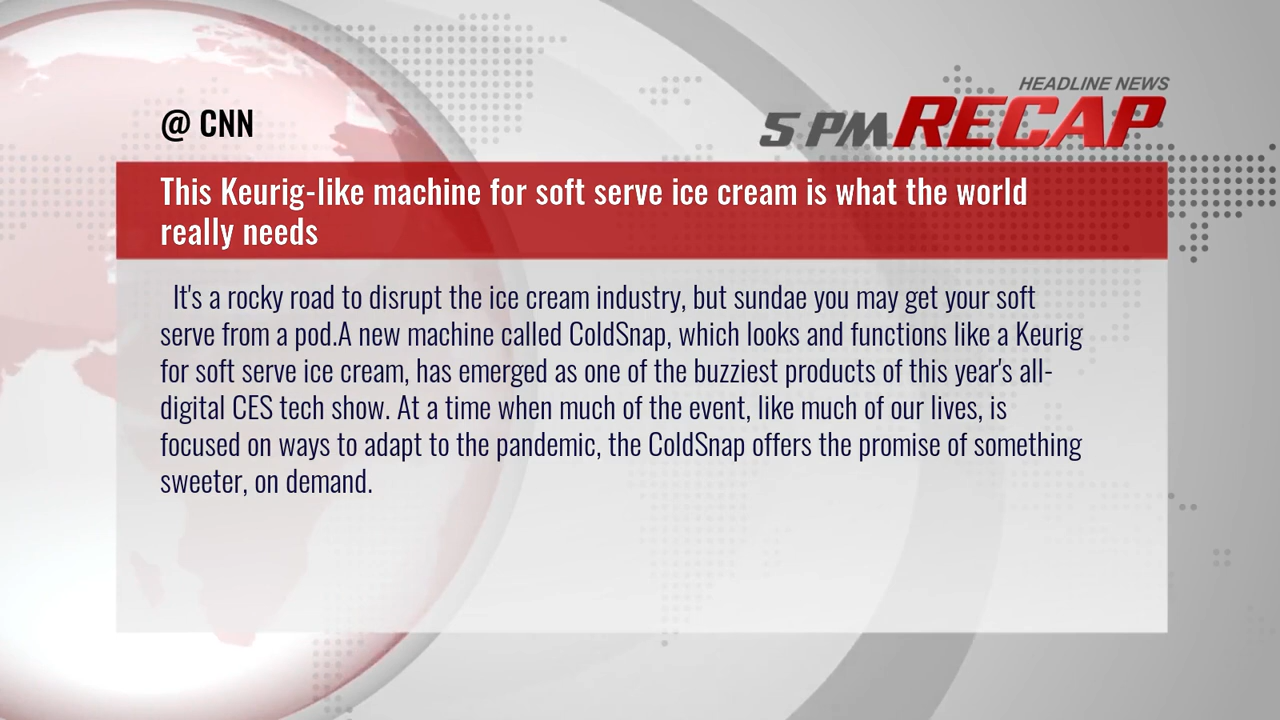 HEADLINE NEWS
@ CNN
5 PM RECAP
This Keurig-like machine for soft serve ice cream is what the world
really needs
It's a rocky road to disrupt the ice cream industry, but sundae you may get your soft
serve from a pod.A new machine called ColdSnap, which looks and functions like a Keurig
for soft serve ice cream, has emerged as one of the buzziest products of this year's all-
digital CES tech show. At a time when much of the event, like much of our lives, is
focused on ways to adapt to the pandemic, the ColdSnap offers the promise of something
sweeter, on demand.